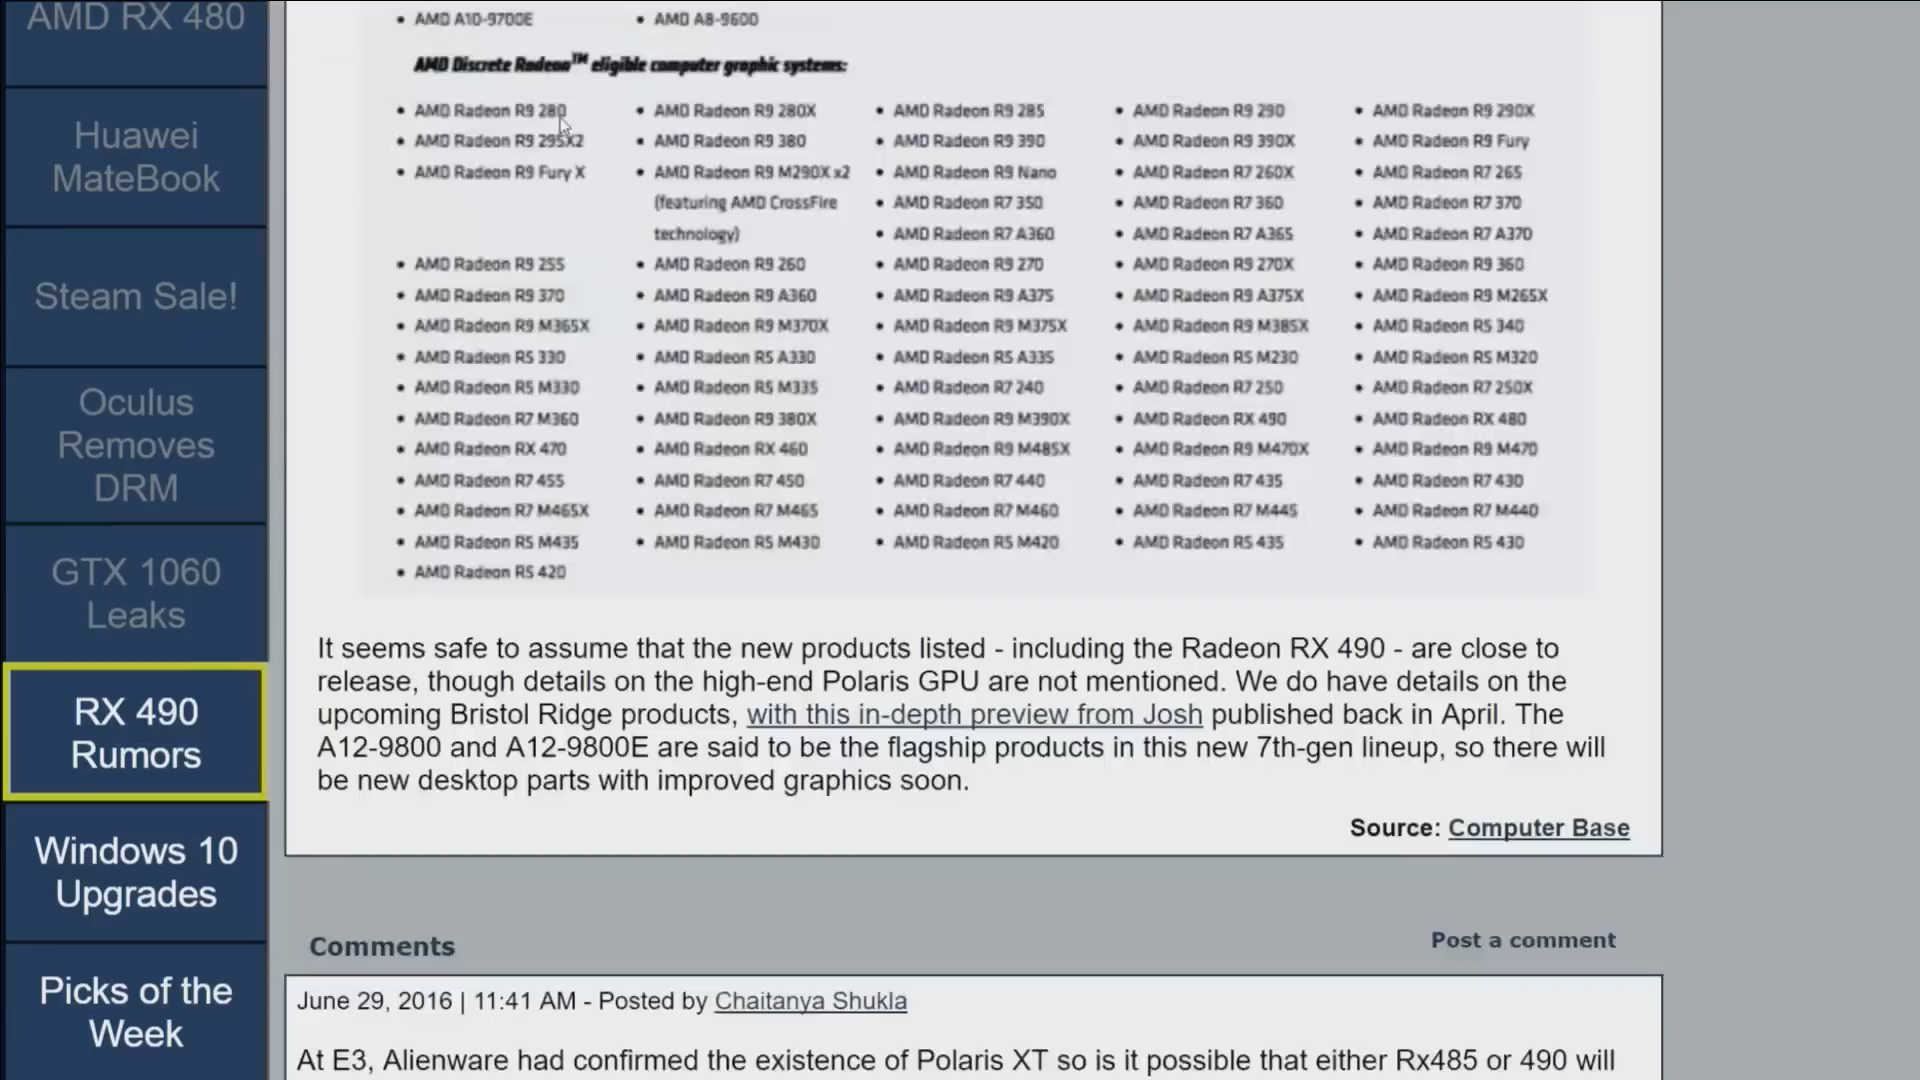 AMD RX 480
Huawei
MateBook
Steam Sale!
Oculus
Removes
DRM
GTX 1060
Leaks
RX 490
Rumors
Windows 10
Upgrades
Picks of the
Week
• AMD A10-9700E • AMD A8-9600
AMD Discrete Radeon™ eligible computer graphic systems:
• AMD Radeon R9 280 • AMD Radeon R9 280X • AMD Radeon R9 285 • AMD Radeon R9 290 • AMD Radeon R9 290X
• AMD Radeon R9 295X2 • AMD Radeon R9 380 • AMD Radeon R9 390 • AMD Radeon R9 390X • AMD Radeon R9 Fury
• AMD Radeon R9 Fury X • AMD Radeon R9 M290X x2 • AMD Radeon R9 Nano • AMD Radeon R7 260X • AMD Radeon R7 265
(featuring AMD CrossFire • AMD Radeon R7 350 • AMD Radeon R7 360 • AMD Radeon R7 370
technology) • AMD Radeon R7 A360 • AMD Radeon R7 A365 • AMD Radeon R7 A370
• AMD Radeon R9 255 • AMD Radeon R9 260 • AMD Radeon R9 270 • AMD Radeon R9 270X • AMD Radeon R9 360
• AMD Radeon R9 370 • AMD Radeon R9 A360 • AMD Radeon R9 A375 • AMD Radeon R9 A375X • AMD Radeon R9 M265X
• AMD Radeon R9 M365X • AMD Radeon R9 M370X • AMD Radeon R9 M375X • AMD Radeon R9 M385X • AMD Radeon R5 340
• AMD Radeon R5 330 • AMD Radeon R5 A330 • AMD Radeon R5 A335 • AMD Radeon R5 M230 • AMD Radeon R5 M320
• AMD Radeon R5 M330 • AMD Radeon R5 M335 • AMD Radeon R7 240 • AMD Radeon R7 250 • AMD Radeon R7 250X
• AMD Radeon R7 M360 • AMD Radeon R9 380X • AMD Radeon R9 M390X • AMD Radeon RX 490 • AMD Radeon RX 480
• AMD Radeon RX 470 • AMD Radeon RX 460 • AMD Radeon R9 M485X • AMD Radeon R9 M470X • AMD Radeon R9 M470
• AMD Radeon R7 455 • AMD Radeon R7 450 • AMD Radeon R7 440 • AMD Radeon R7 435 • AMD Radeon R7 430
• AMD Radeon R7 M465X • AMD Radeon R7 M465 • AMD Radeon R7 M460 • AMD Radeon R7 M445 • AMD Radeon R7 M440
• AMD Radeon R5 M435 • AMD Radeon R5 M430 • AMD Radeon R5 M420 • AMD Radeon R5 435 • AMD Radeon R5 430
• AMD Radeon R5 420
It seems safe to assume that the new products listed - including the Radeon RX 490 - are close to
release, though details on the high-end Polaris GPU are not mentioned. We do have details on the
upcoming Bristol Ridge products, with this in-depth preview from Josh published back in April. The
A12-9800 and A12-9800E are said to be the flagship products in this new 7th-gen lineup, so there will
be new desktop parts with improved graphics soon.
Source: Computer Base
Comments
Post a comment
June 29, 2016 | 11:41 AM - Posted by Chaitanya Shukla
At E3, Alienware had confirmed the existence of Polaris XT so is it possible that either Rx485 or 490 will